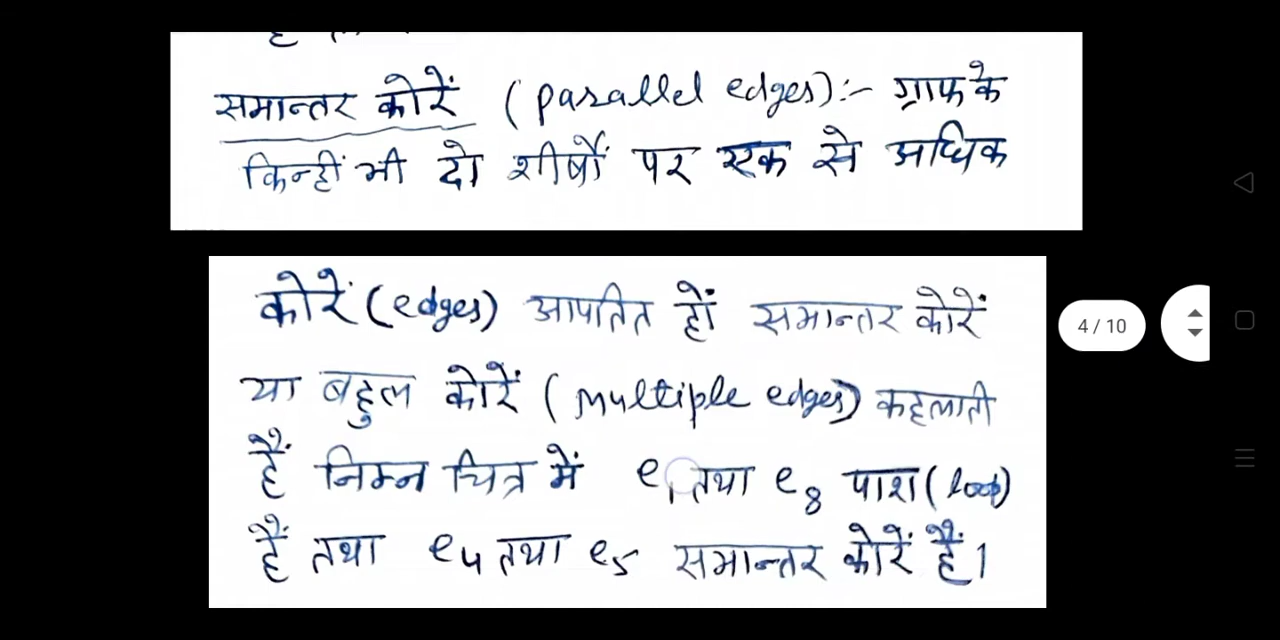 समान्तर कोरें (parallel edges):- ग्राफ के
किन्हीं भी दो शीर्षों पर एक से अधिक
कोरें (edges) आपतित हों समान्तर कोरें
या बहुल कोरें (multiple edges) कहलाती
हैं निम्न चित्र में e₁ तथा e₈ पाश (loop)
हैं तथा e₄ तथा e₅ समान्तर कोरें हैं।
4 / 10